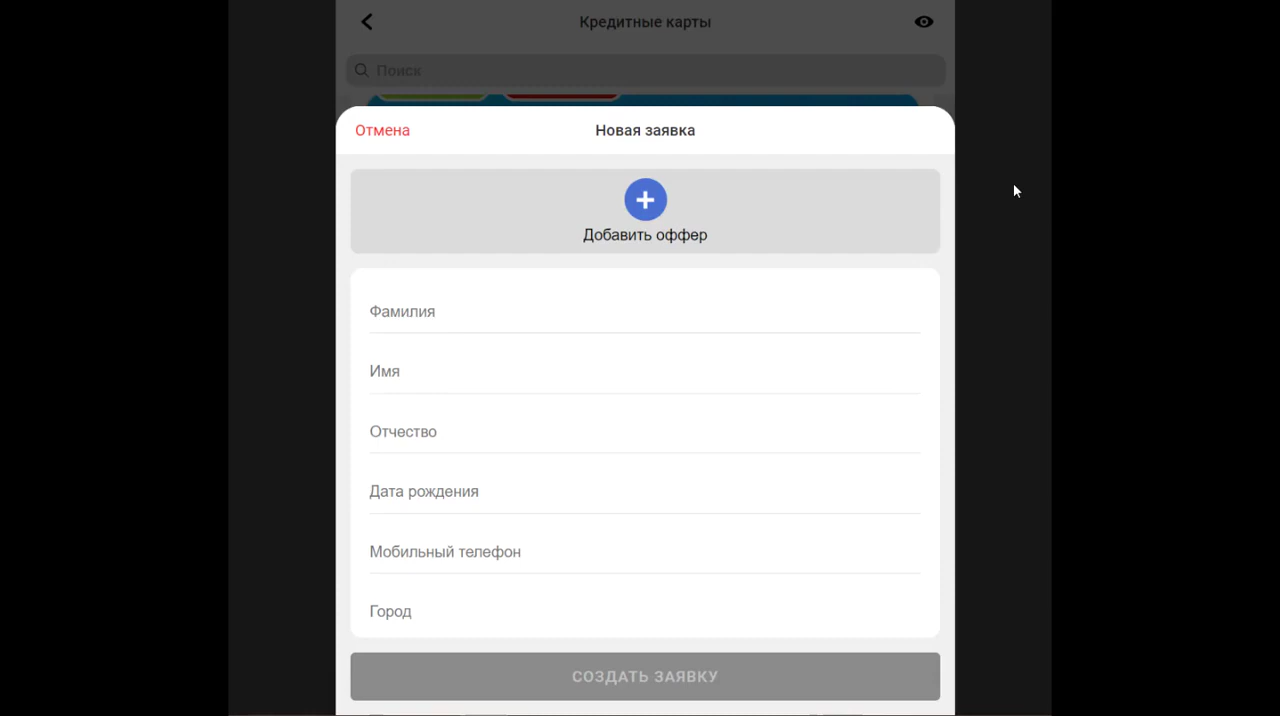 Кредитные карты
Поиск
Отмена
Новая заявка
Добавить оффер
Фамилия
Имя
Отчество
Дата рождения
Мобильный телефон
Город
СОЗДАТЬ ЗАЯВКУ